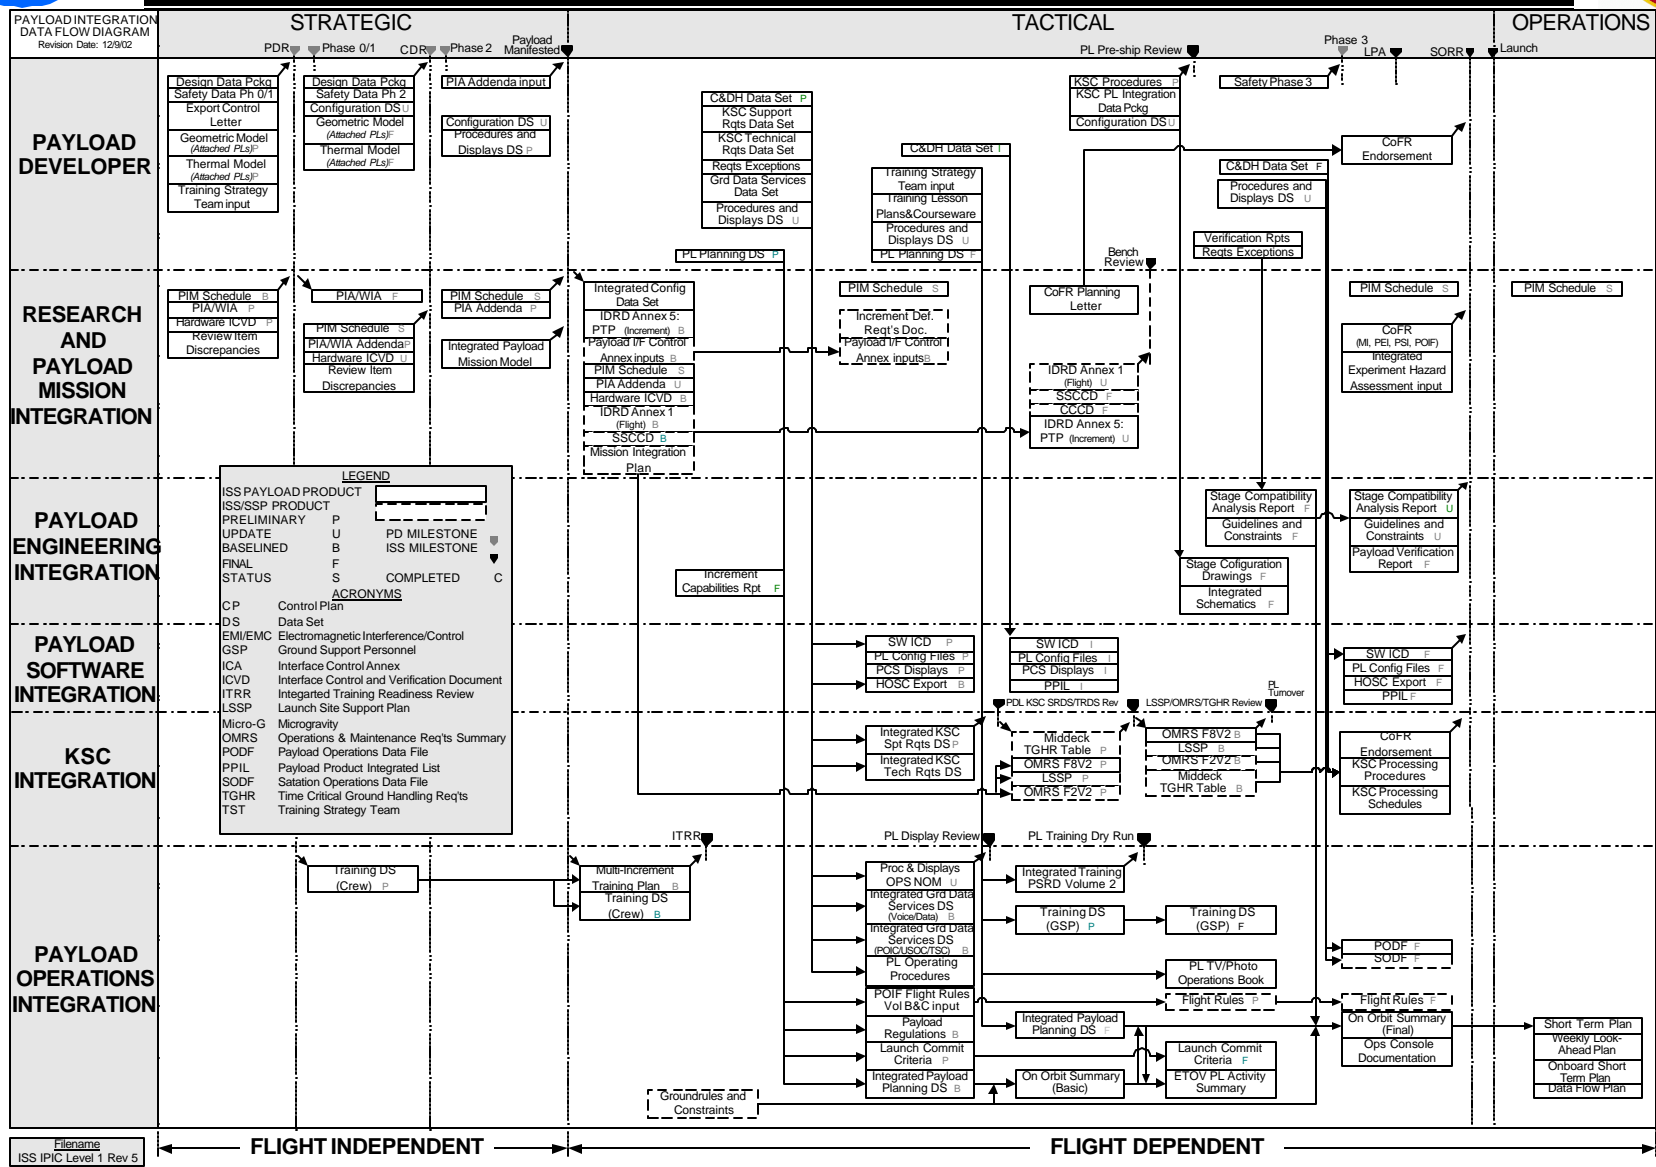 PAYLOAD INTEGRATION
DATA FLOW DIAGRAM
Revision Date: 12/9/02
STRATEGIC
TACTICAL
OPERATIONS
PDR
Phase 0/1
CDR
Phase 2
Payload
Manifested
PL Pre-ship Review
Phase 3
LPA
SORR
Launch
PAYLOAD
DEVELOPER
Design Data Pckg
Safety Data Ph 0/1
Export Control
Letter
Geometric Model
(Attached PLs)P
Thermal Model
(Attached PLs)P
Training Strategy
Team input
Design Data Pckg
Safety Data Ph 2
Configuration DS U
Geometric Model
(Attached PLs)F
Thermal Model
(Attached PLs)F
PIA Addenda input
Configuration DS U
Procedures and
Displays DS P
C&DH Data Set P
KSC Support
Rqts Data Set
KSC Technical
Rqts Data Set
Reqts Exceptions
Grd Data Services
Data Set
Procedures and
Displays DS U
PL Planning DS P
C&DH Data Set I
Training Strategy
Team input
Training Lesson
Plans&Courseware
Procedures and
Displays DS U
PL Planning DS F
KSC Procedures P
KSC PL Integration
Data Pckg
Configuration DS U
Safety Phase 3
CoFR
Endorsement
C&DH Data Set F
Procedures and
Displays DS U
Verification Rpts
Reqts Exceptions
Bench
Review
RESEARCH
AND
PAYLOAD
MISSION
INTEGRATION
PIM Schedule B
PIA/WIA P
Hardware ICVD P
Review Item
Discrepancies
PIA/WIA F
PIM Schedule S
PIA/WIA Addenda P
Hardware ICVD U
Review Item
Discrepancies
PIM Schedule S
PIA Addenda P
Integrated Payload
Mission Model
Integrated Config
Data Set
IDRD Annex 5:
PTP (Increment) B
Payload I/F Control
Annex inputs B
PIM Schedule S
PIA Addenda U
Hardware ICVD B
IDRD Annex 1
(Flight) B
SSCCD B
Mission Integration
Plan
PIM Schedule S
Increment Def.
Reqt's Doc.
Payload I/F Control
Annex inputs B
CoFR Planning
Letter
IDRD Annex 1
(Flight) U
SSCCD F
CCCD F
IDRD Annex 5:
PTP (Increment) U
PIM Schedule S
CoFR
(MI, PEI, PSI, POIF)
Integrated
Experiment Hazard
Assessment input
PIM Schedule S
LEGEND
ISS PAYLOAD PRODUCT
ISS/SSP PRODUCT
PRELIMINARY P
UPDATE U PD MILESTONE
BASELINED B ISS MILESTONE
FINAL F
STATUS S COMPLETED C
ACRONYMS
CP Control Plan
DS Data Set
EMI/EMC Electromagnetic Interference/Control
GSP Ground Support Personnel
ICA Interface Control Annex
ICVD Interface Control and Verification Document
ITRR Integarted Training Readiness Review
LSSP Launch Site Support Plan
Micro-G Microgravity
OMRS Operations & Maintenance Req'ts Summary
PODF Payload Operations Data File
PPIL Payload Product Integrated List
SODF Satation Operations Data File
TGHR Time Critical Ground Handling Req'ts
TST Training Strategy Team
PAYLOAD
ENGINEERING
INTEGRATION
Increment
Capabilities Rpt F
Stage Compatibility
Analysis Report F
Guidelines and
Constraints F
Stage Cofiguration
Drawings F
Integrated
Schematics F
Stage Compatibility
Analysis Report U
Guidelines and
Constraints U
Payload Verification
Report F
PAYLOAD
SOFTWARE
INTEGRATION
SW ICD P
PL Config Files P
PCS Displays P
HOSC Export B
SW ICD I
PL Config Files I
PCS Displays I
PPIL I
SW ICD F
PL Config Files F
HOSC Export F
PPIL F
PDL KSC SRDS/TRDS Rev
LSSP/OMRS/TGHR Review
PL
Turnover
KSC
INTEGRATION
Integrated KSC
Spt Rqts DS P
Integrated KSC
Tech Rqts DS
Middeck
TGHR Table P
OMRS F8V2 P
LSSP P
OMRS F2V2 P
OMRS F8V2 B
LSSP B
OMRS F2V2 B
Middeck
TGHR Table B
CoFR
Endorsement
KSC Processing
Procedures
KSC Processing
Schedules
ITRR
PL Display Review
PL Training Dry Run
PAYLOAD
OPERATIONS
INTEGRATION
Training DS
(Crew) P
Multi-Increment
Training Plan B
Training DS
(Crew) B
Proc & Displays
OPS NOM U
Integrated Grd Data
Services DS
(Voice/Data) B
Integrated Grd Data
Services DS
(POIC/USOC/TSC) B
PL Operating
Procedures
POIF Flight Rules
Vol B&C input
Payload
Regulations B
Launch Commit
Criteria P
Integrated Payload
Planning DS B
Groundrules and
Constraints
Integrated Training
PSRD Volume 2
Training DS
(GSP) P
Training DS
(GSP) F
PL TV/Photo
Operations Book
Flight Rules P
Integrated Payload
Planning DS F
Launch Commit
Criteria F
On Orbit Summary
(Basic)
ETOV PL Activity
Summary
PODF F
SODF F
Flight Rules F
On Orbit Summary
(Final)
Ops Console
Documentation
Short Term Plan
Weekly Look-
Ahead Plan
Onboard Short
Term Plan
Data Flow Plan
Filename
ISS IPIC Level 1 Rev 5
FLIGHT INDEPENDENT
FLIGHT DEPENDENT